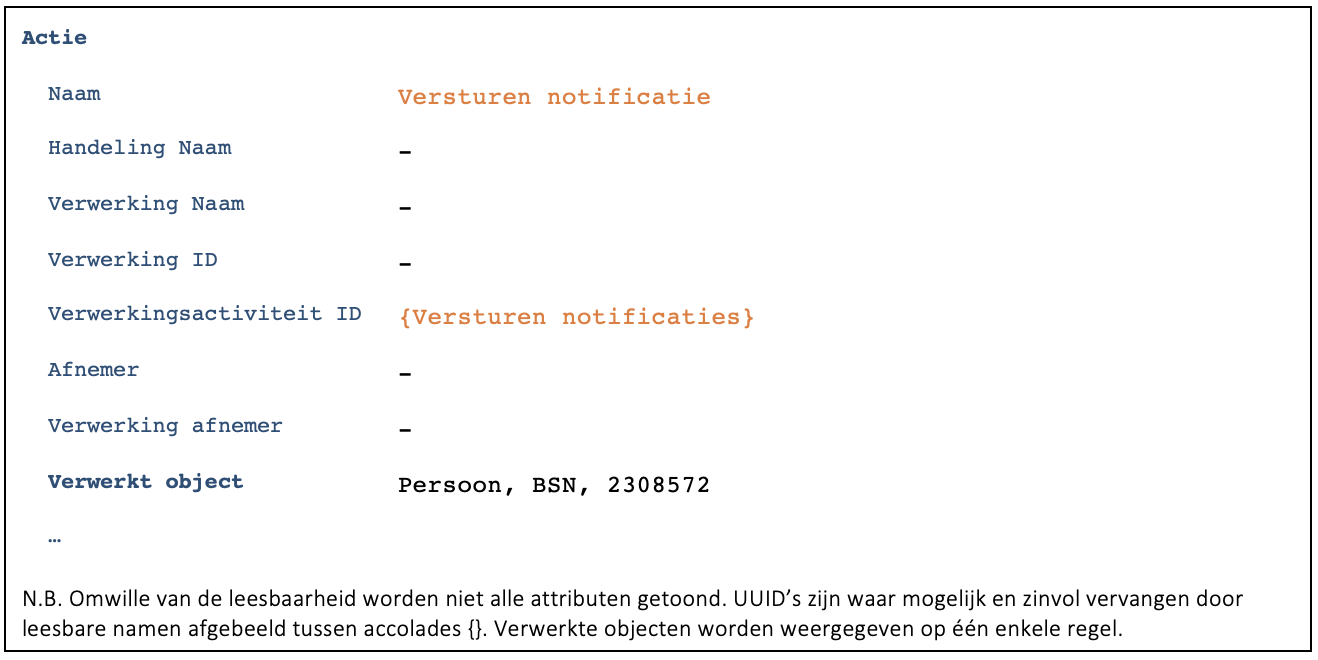 Actie
Naam Versturen notificatie
Handeling Naam –
Verwerking Naam –
Verwerking ID –
Verwerkingsactiviteit ID {Versturen notificaties}
Afnemer –
Verwerking afnemer –
Verwerkt object Persoon, BSN, 2308572
…
N.B. Omwille van de leesbaarheid worden niet alle attributen getoond. UUID’s zijn waar mogelijk en zinvol vervangen door
leesbare namen afgebeeld tussen accolades {}. Verwerkte objecten worden weergegeven op één enkele regel.